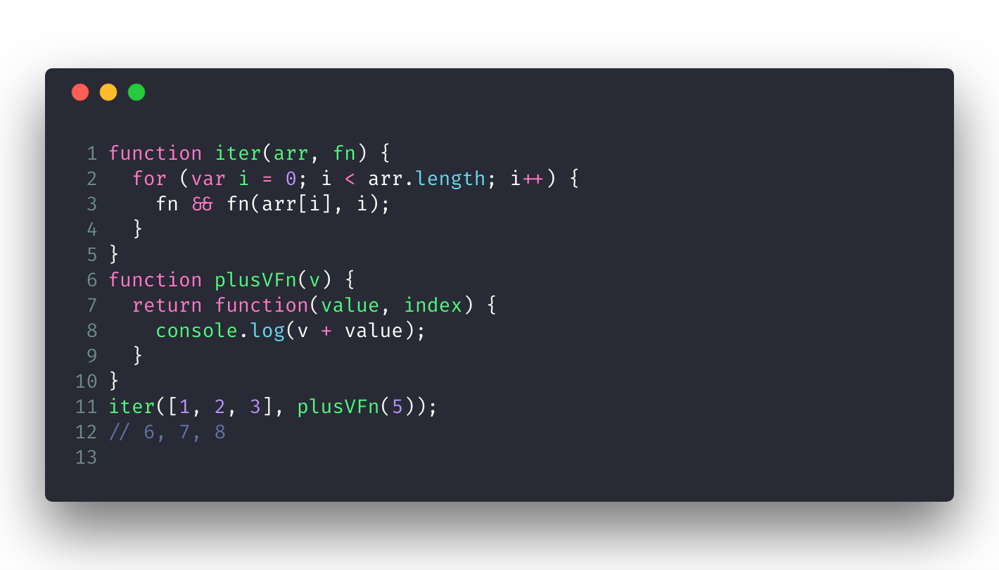 1 function iter(arr, fn) {
2   for (var i = 0; i < arr.length; i++) {
3     fn && fn(arr[i], i);
4   }
5 }
6 function plusVFn(v) {
7   return function(value, index) {
8     console.log(v + value);
9   }
10 }
11 iter([1, 2, 3], plusVFn(5));
12 // 6, 7, 8
13